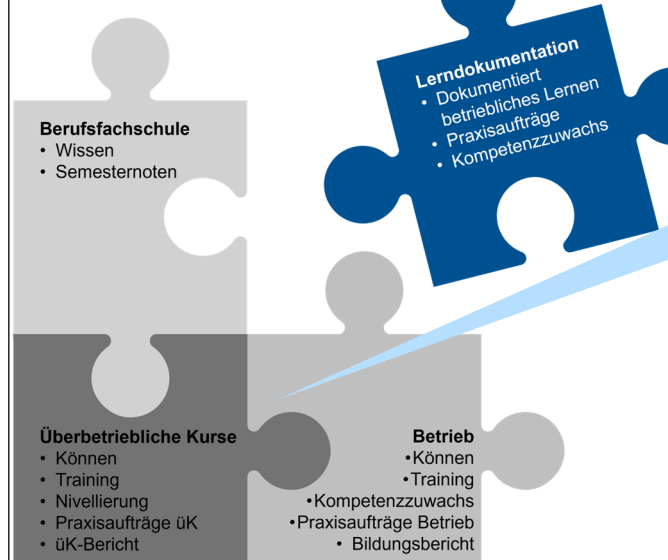 Lerndokumentation
• Dokumentiert
betriebliches Lernen
• Praxisaufträge
• Kompetenzzuwachs
Berufsfachschule
• Wissen
• Semesternoten
Überbetriebliche Kurse
• Können
• Training
• Nivellierung
• Praxisaufträge üK
• üK-Bericht
Betrieb
•Können
•Training
•Kompetenzzuwachs
•Praxisaufträge Betrieb
• Bildungsbericht